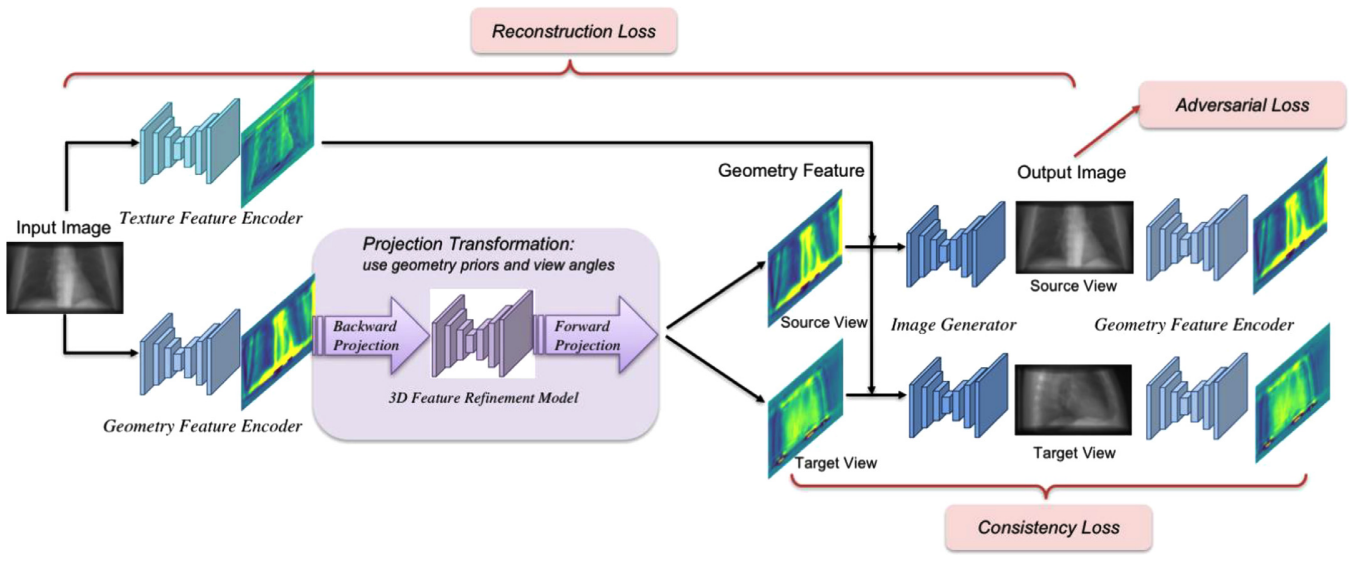 Reconstruction Loss
Adversarial Loss
Texture Feature Encoder
Input Image
Geometry Feature Encoder
Projection Transformation:
use geometry priors and view angles
Backward
Projection
Forward
Projection
3D Feature Refinement Model
Geometry Feature
Source View
Target View
Image Generator
Output Image
Source View
Geometry Feature Encoder
Target View
Consistency Loss